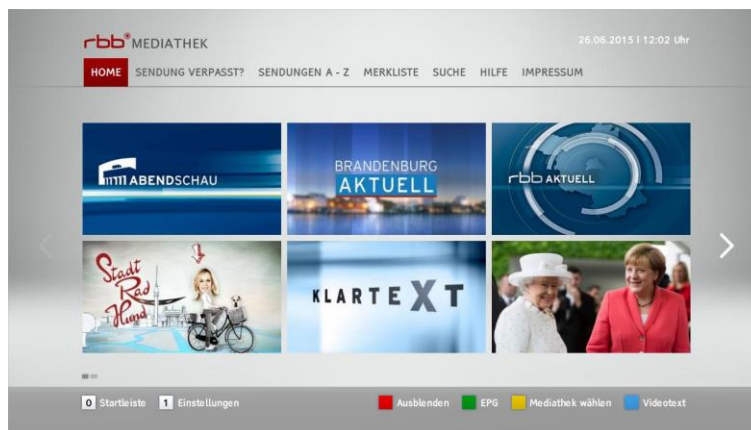 rbb* MEDIATHEK
26.06.2015 | 12:02 Uhr
HOME SENDUNG VERPASST? SENDUNGEN A - Z MERKLISTE SUCHE HILFE IMPRESSUM
ABENDSCHAU
BRANDENBURG
AKTUELL
rbb AKTUELL
Stadt
Rad
Hund
KLARTEXT
0 Startleiste 1 Einstellungen Ausblenden EPG Mediathek wählen Videotext